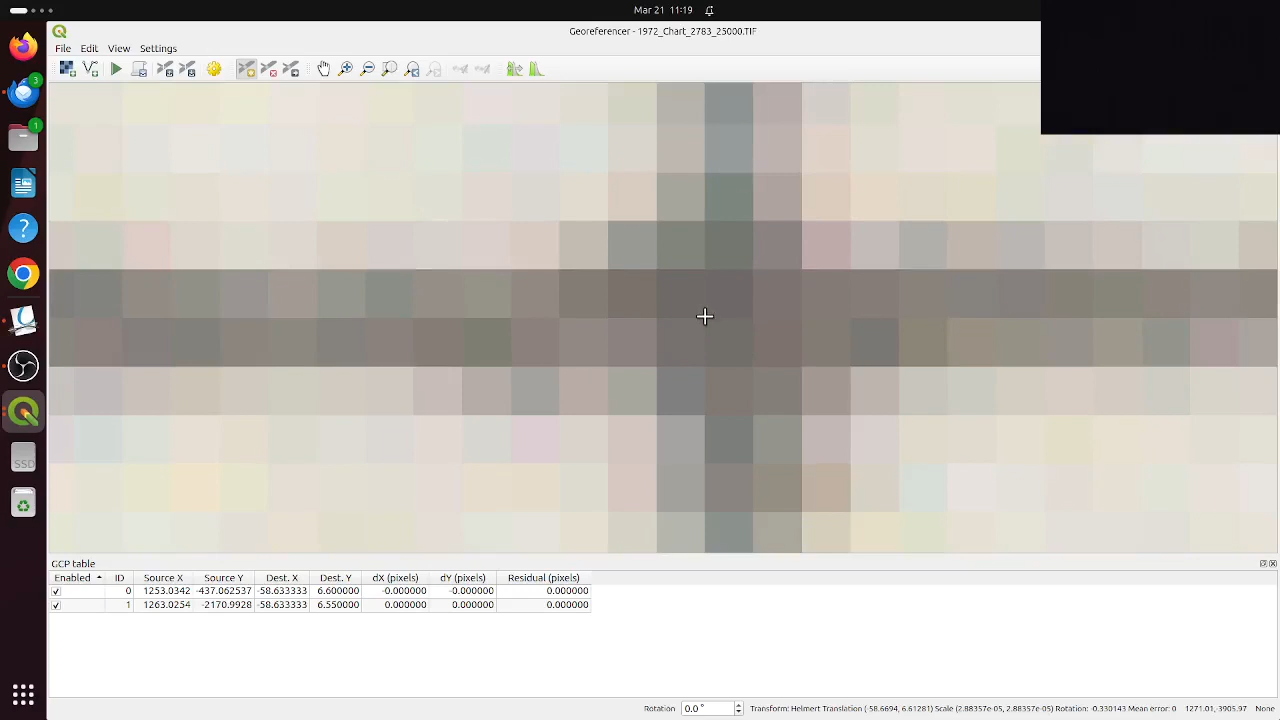 Mar 21 11:19
Georeferencer - 1972_Chart_2783_25000.TIF
File Edit View Settings
3
1
SSD
GCP table
Enabled ID Source X Source Y Dest. X Dest. Y dX (pixels) dY (pixels) Residual (pixels)
0 1253.0342 -437.062537 -58.633333 6.600000 -0.000000 -0.000000 0.000000
1 1263.0254 -2170.9928 -58.633333 6.550000 0.000000 0.000000 0.000000
Rotation 0.0 ° Transform: Helmert Translation (-58.6694, 6.61281) Scale (2.88357e-05, 2.88357e-05) Rotation: -0.330143 Mean error: 0 1271.01, 3905.97 None